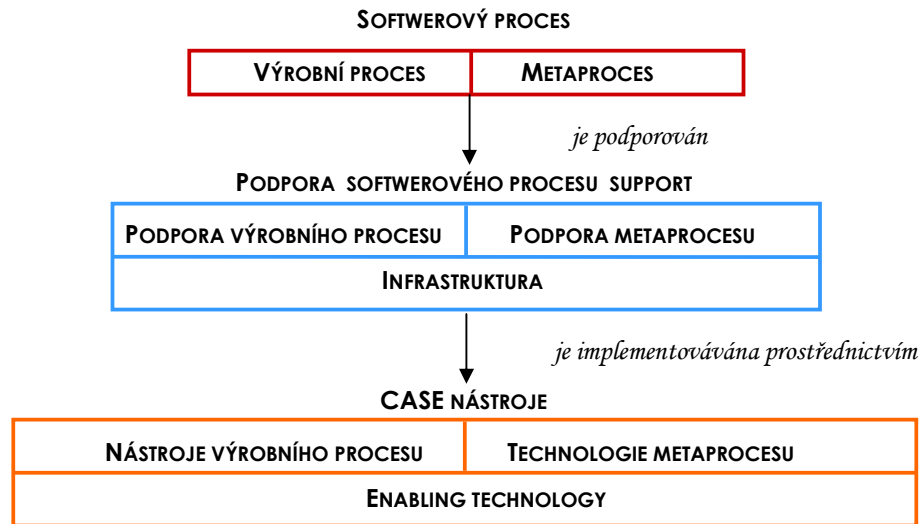 SOFTWEROVÝ PROCES
VÝROBNÍ PROCES METAPROCES
je podporován
PODPORA SOFTWEROVÉHO PROCESU SUPPORT
PODPORA VÝROBNÍHO PROCESU PODPORA METAPROCESU
INFRASTRUKTURA
je implementovávána prostřednictvím
CASE NÁSTROJE
NÁSTROJE VÝROBNÍHO PROCESU TECHNOLOGIE METAPROCESU
ENABLING TECHNOLOGY